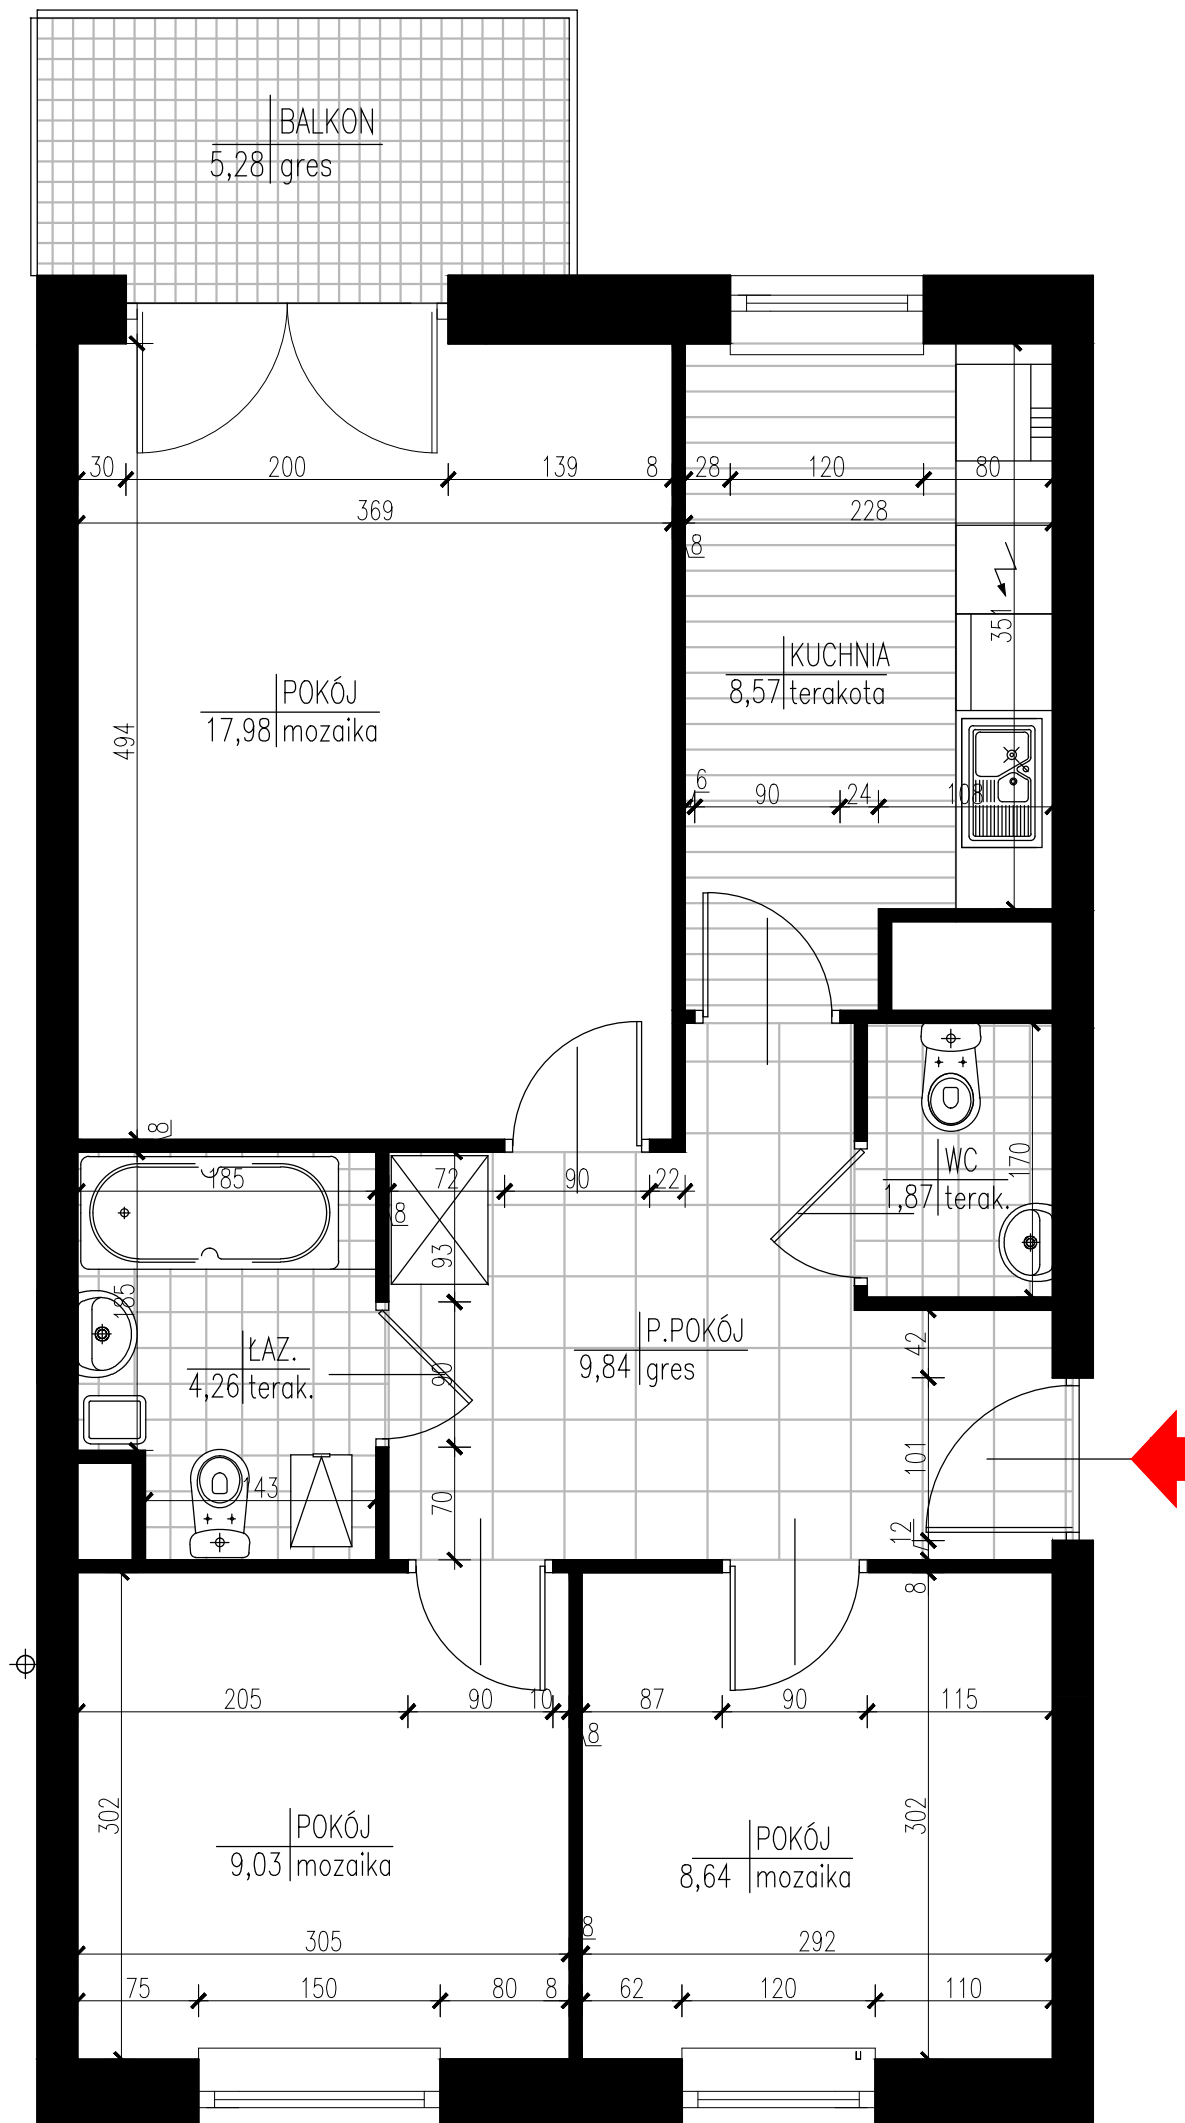 BALKON
5,28 gres
30 200 139 8 28 120 80
369 228
8
351
KUCHNIA
8,57 terakota
POKÓJ
17,98 mozaika
494
6 90 24 108
8
WC
1,87 terak.
170
185 72 90 22
8
93
185
P.POKÓJ
9,84 gres
42
ŁAZ.
4,26 terak.
90
101
143
70
12
8
205 90 10 87 90 115
8
302
302
POKÓJ
9,03 mozaika
POKÓJ
8,64 mozaika
8
305 292
75 150 80 8 62 120 110